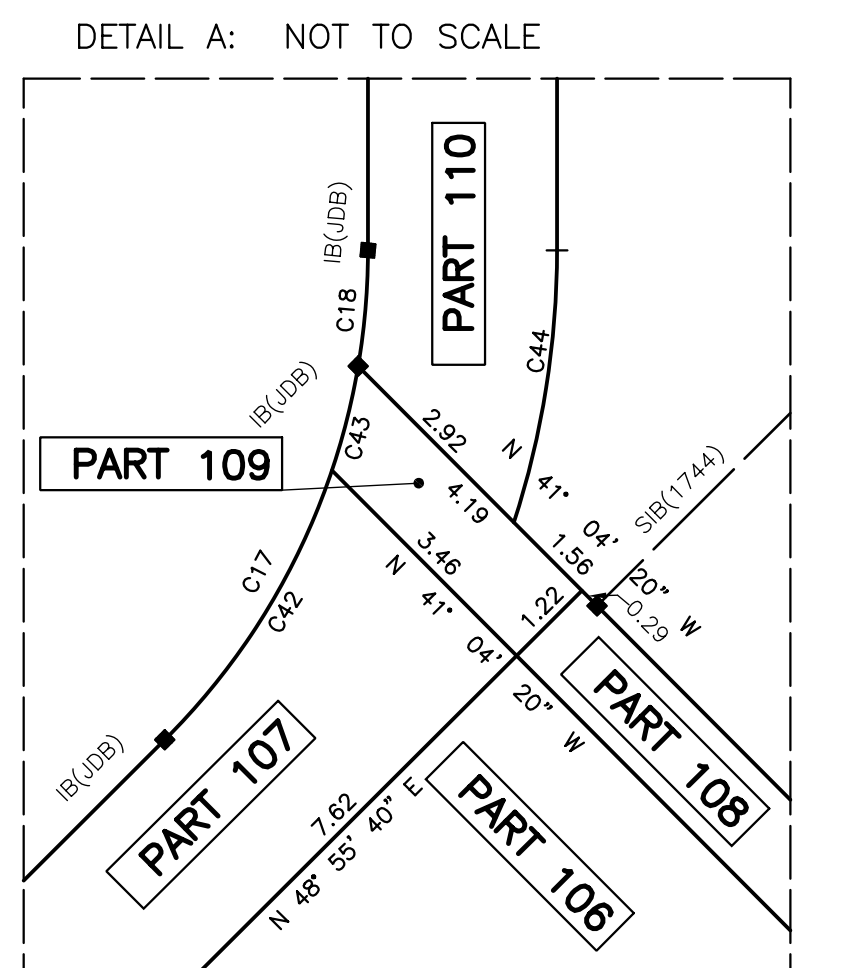 DETAIL A: NOT TO SCALE
PART 110
IB(JDB)
C18
C44
IB(JDB)
C43
2.92
N 41° 04' 20" W
SIB(1744)
PART 109
4.19
1.56
3.46
N 41° 04' 20" W
C17
C42
1.22
0.29
IB(JDB)
PART 107
PART 108
7.62
N 48° 55' 40" E
PART 106